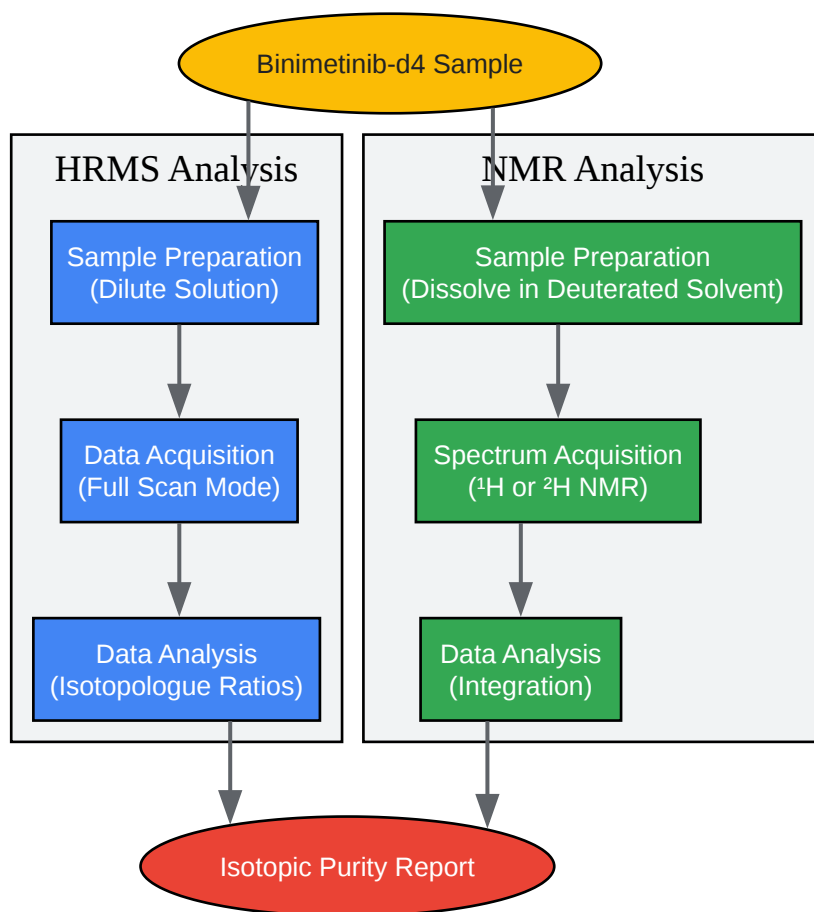 Binimetinib-d4 Sample
HRMS Analysis
Sample Preparation
(Dilute Solution)
Data Acquisition
(Full Scan Mode)
Data Analysis
(Isotopologue Ratios)
NMR Analysis
Sample Preparation
(Dissolve in Deuterated Solvent)
Spectrum Acquisition
(¹H or ²H NMR)
Data Analysis
(Integration)
Isotopic Purity Report